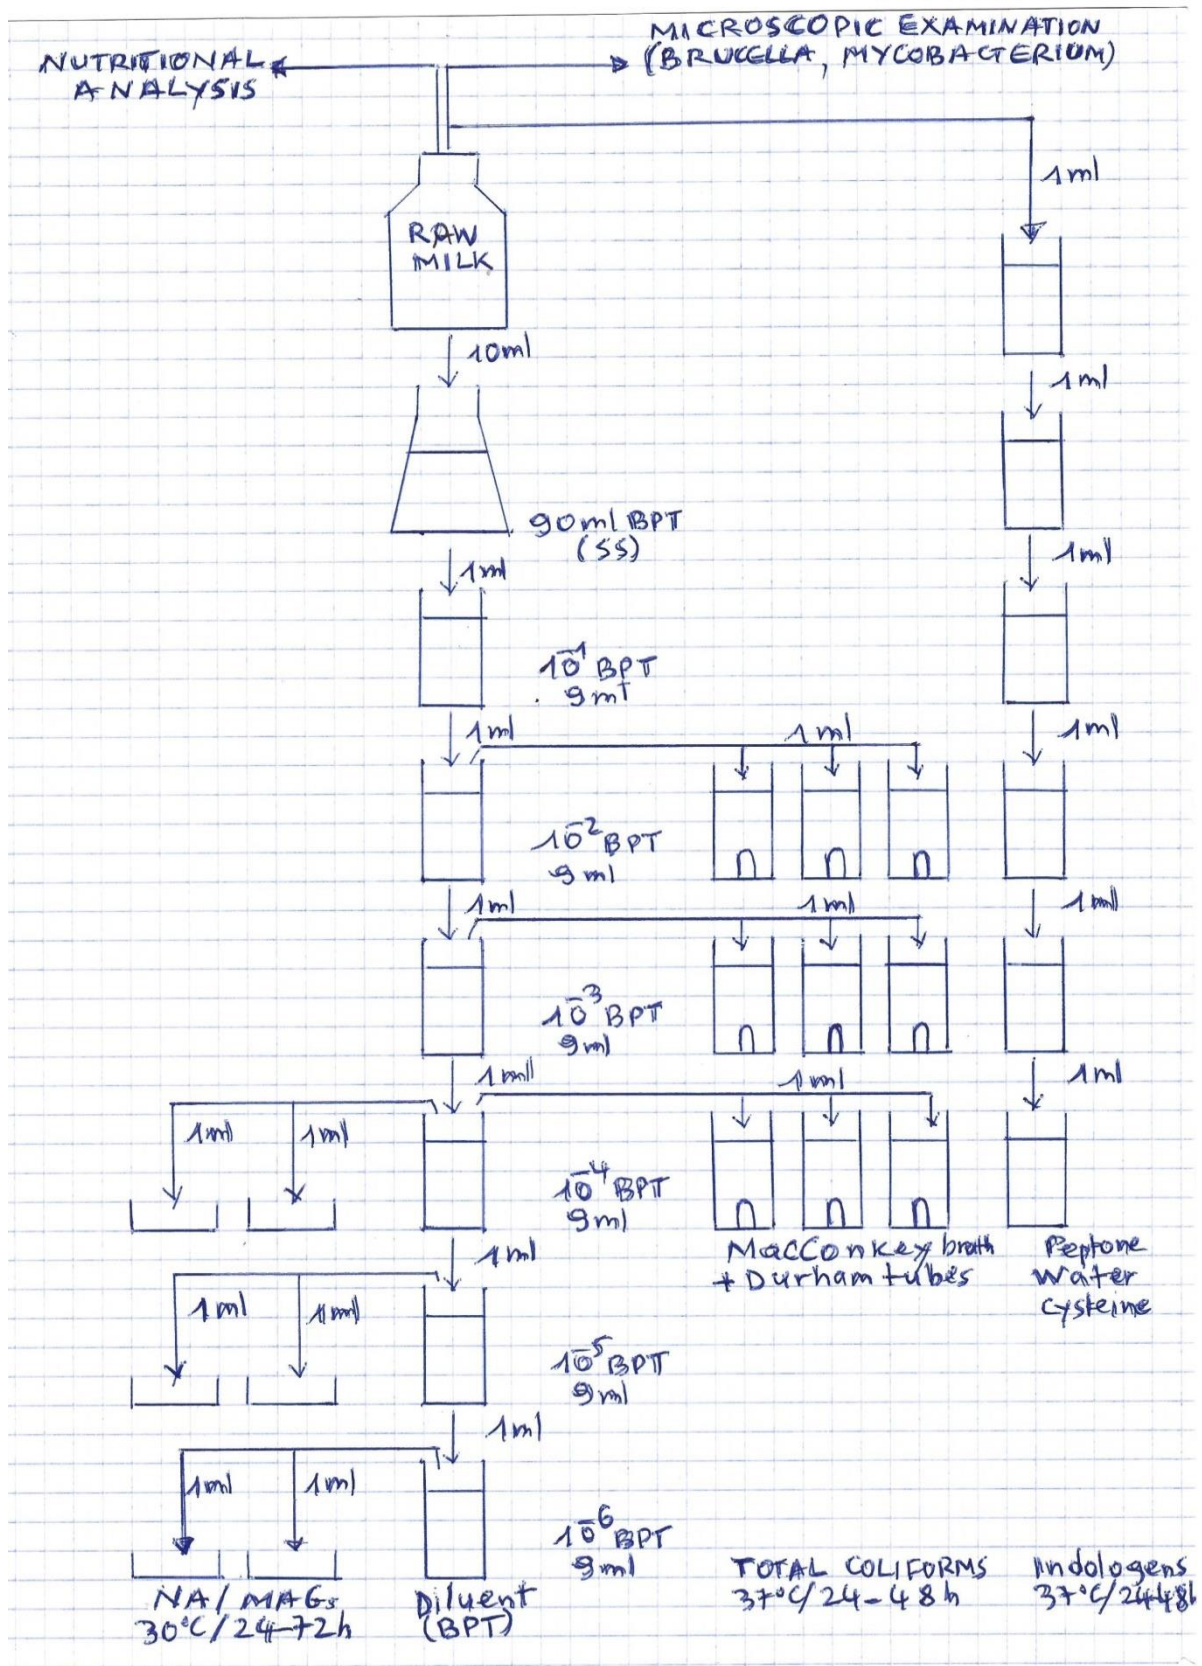 NUTRITIONAL
ANALYSIS
MICROSCOPIC EXAMINATION
(BRUCELLA, MYCOBACTERIUM)
1ml
RAW
MILK
10ml
1ml
90ml BPT
(SS)
1ml
1ml
10⁻¹ BPT
9ml
1ml
1ml
1ml
10⁻² BPT
9ml
1ml
1ml
1ml
10⁻³ BPT
9ml
1ml
1ml
1ml
1ml
1ml
10⁻⁴ BPT
9ml
MacConkey broth
+ Durham tubes
Peptone
Water
cysteine
1ml
1ml
1ml
10⁻⁵ BPT
9ml
1ml
1ml
1ml
10⁻⁶ BPT
9ml
NA/MAGs
30°C/24-72h
Diluent
(BPT)
TOTAL COLIFORMS
37°C/24-48h
Indologens
37°C/24-48h